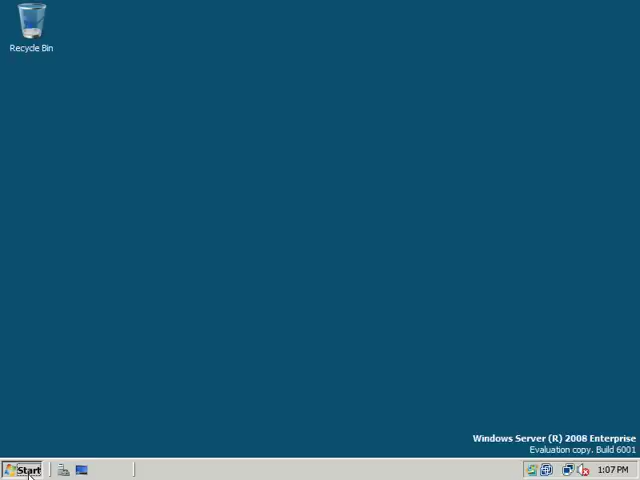 Recycle Bin
Windows Server (R) 2008 Enterprise
Evaluation copy. Build 6001
Start
1:07 PM